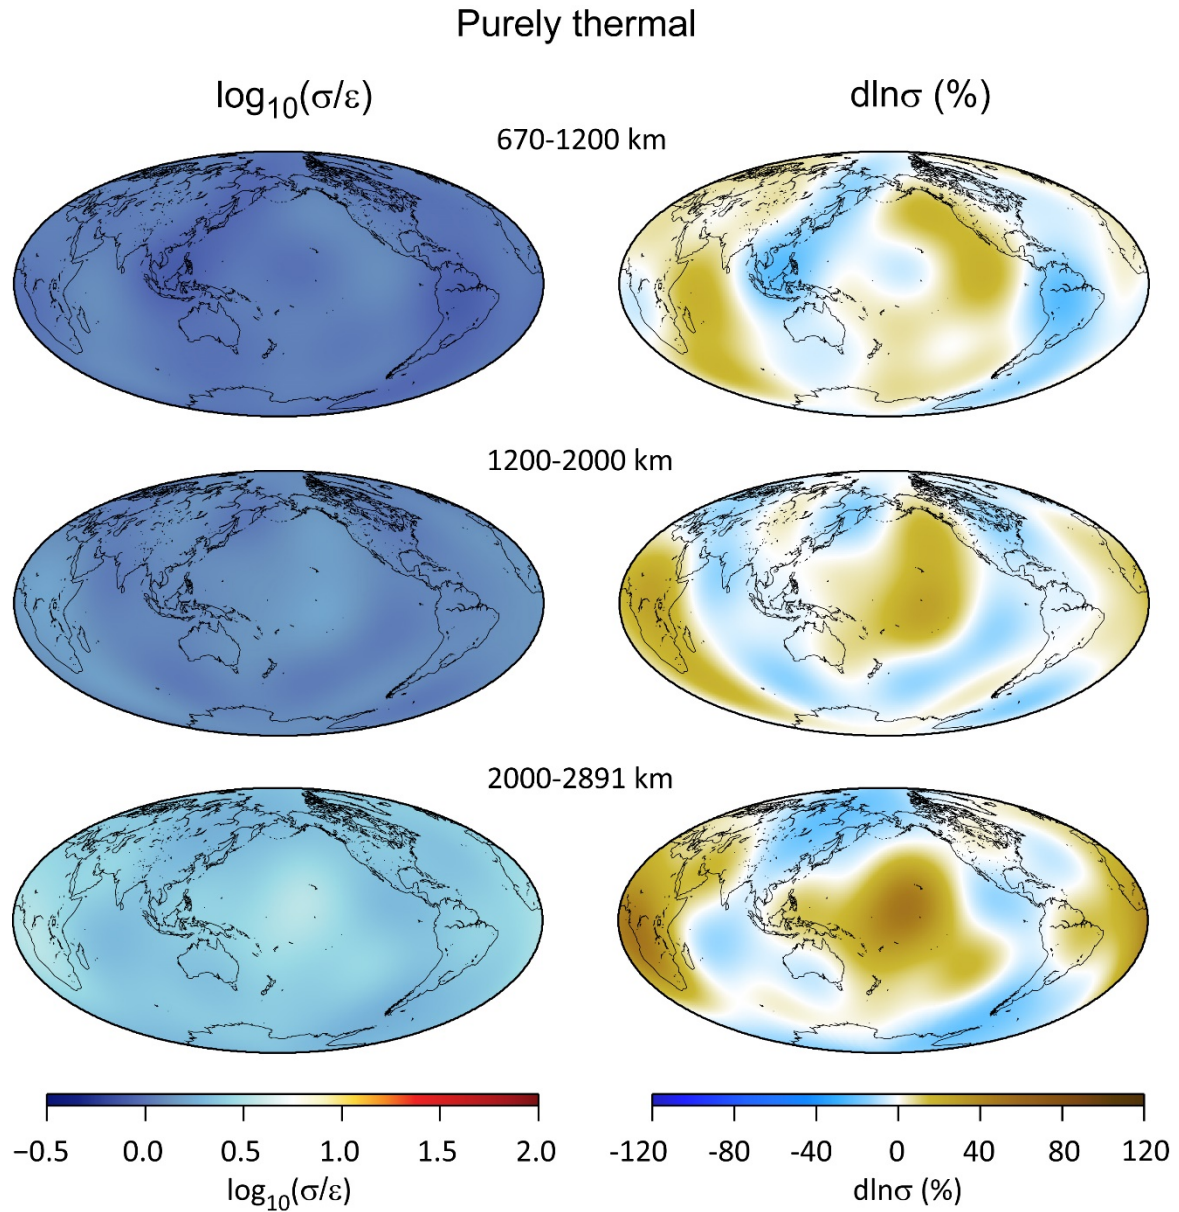 Purely thermal
log10(σ/ε)
dlnσ (%)
670-1200 km
1200-2000 km
2000-2891 km
−0.5 0.0 0.5 1.0 1.5 2.0
log10(σ/ε)
-120 -80 -40 0 40 80 120
dlnσ (%)